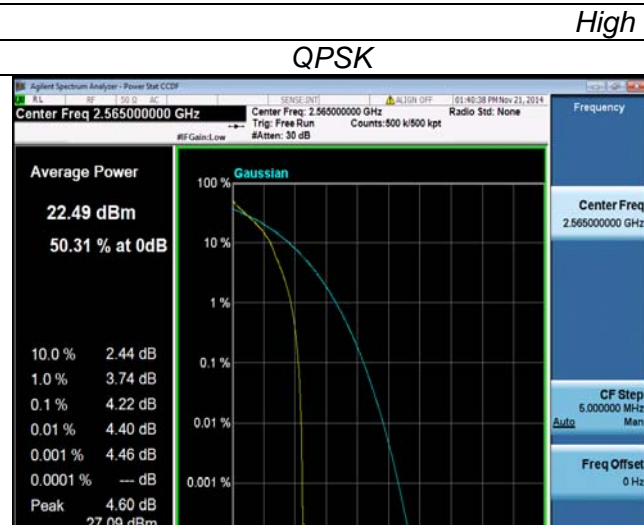 High
QPSK
Agilent Spectrum Analyzer - Power Stat CCDF
RL RF 50 Ω AC SENSE:INT ALIGN OFF 01:40:38 PM Nov 21, 2014
Center Freq 2.565000000 GHz
Center Freq: 2.565000000 GHz Radio Std: None
Trig: Free Run Counts:500 k/500 kpt
#IFGain:Low #Atten: 30 dB
Frequency
Average Power
22.49 dBm
50.31 % at 0dB
10.0 % 2.44 dB
1.0 % 3.74 dB
0.1 % 4.22 dB
0.01 % 4.40 dB
0.001 % 4.46 dB
0.0001 % --- dB
Peak 4.60 dB
27.09 dBm
Gaussian
100 %
10 %
1 %
0.1 %
0.01 %
0.001 %
Center Freq
2.565000000 GHz
CF Step
5.000000 MHz
Auto Man
Freq Offset
0 Hz